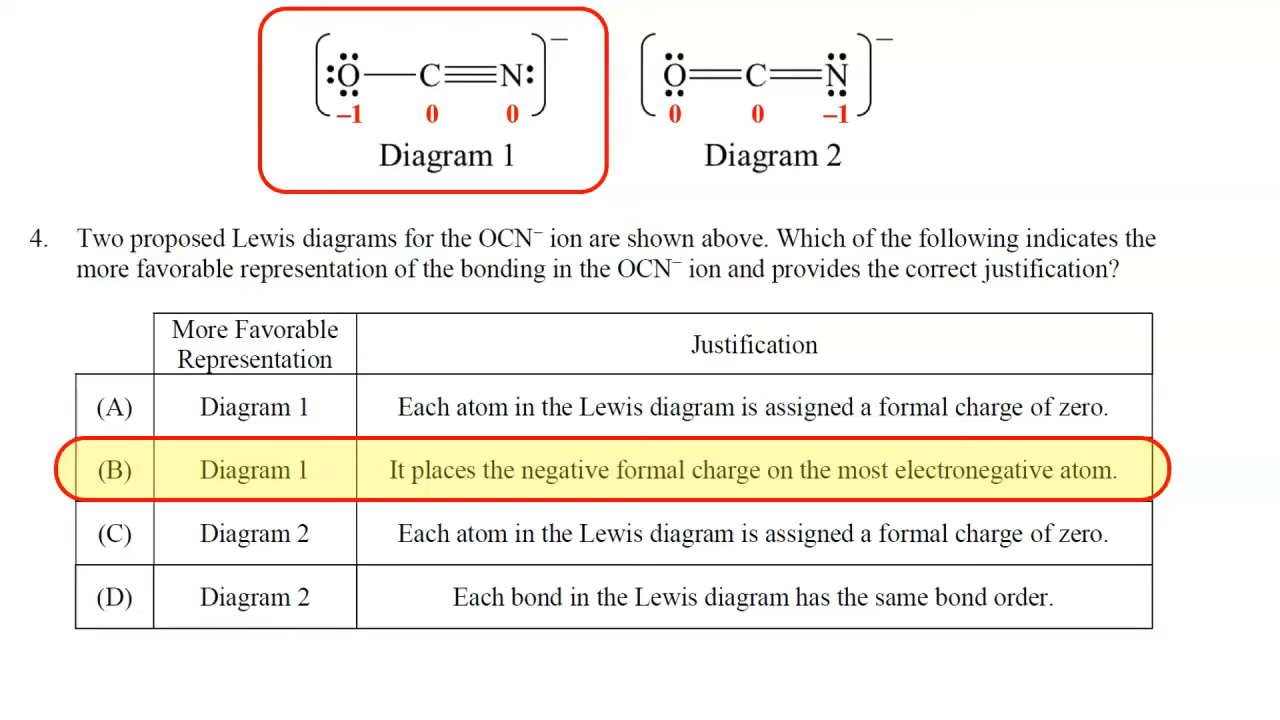 [:Ö—C≡N:]⁻ [Ö=C=N̈]⁻
–1 0 0 0 0 –1
Diagram 1 Diagram 2
4. Two proposed Lewis diagrams for the OCN⁻ ion are shown above. Which of the following indicates the
more favorable representation of the bonding in the OCN⁻ ion and provides the correct justification?
More Favorable
Representation
Justification
(A) Diagram 1 Each atom in the Lewis diagram is assigned a formal charge of zero.
(B) Diagram 1 It places the negative formal charge on the most electronegative atom.
(C) Diagram 2 Each atom in the Lewis diagram is assigned a formal charge of zero.
(D) Diagram 2 Each bond in the Lewis diagram has the same bond order.